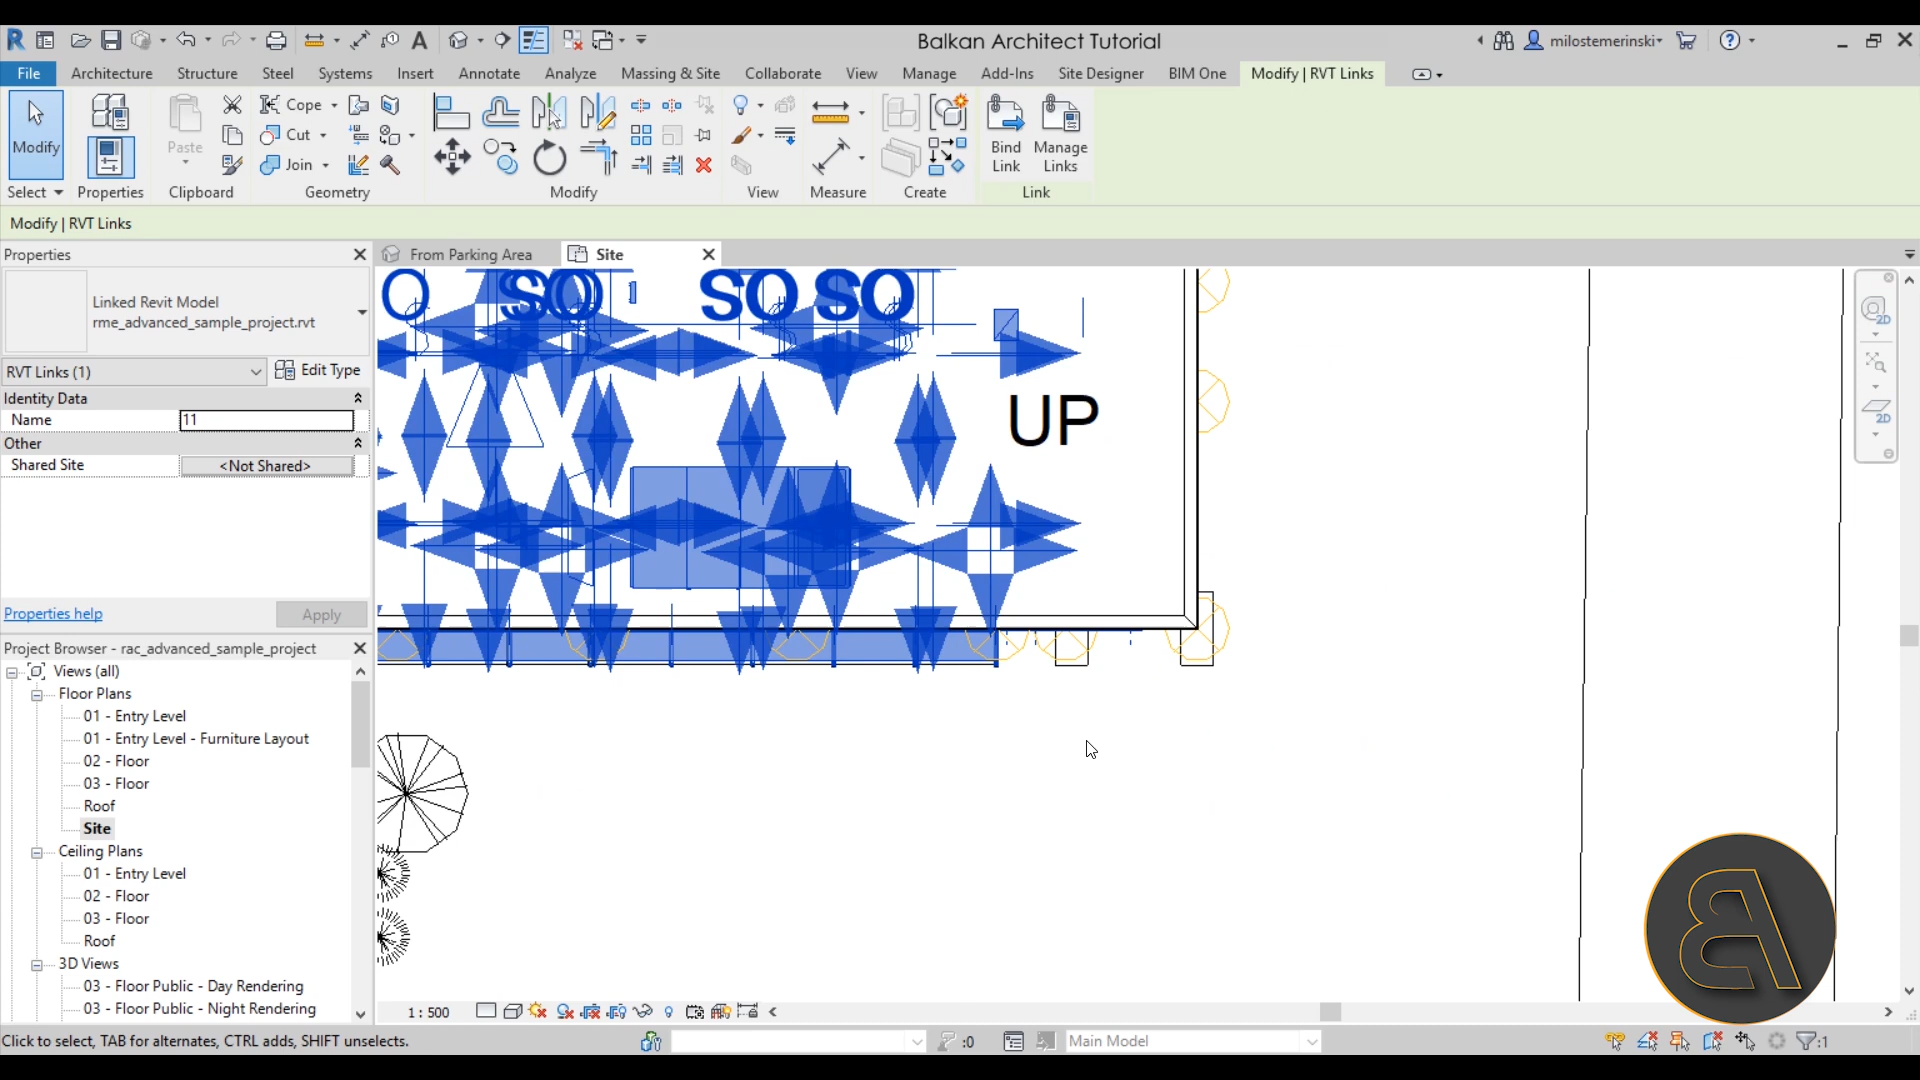 Balkan Architect Tutorial
milostemerinski
File Architecture Structure Steel Systems Insert Annotate Analyze Massing & Site Collaborate View Manage Add-Ins Site Designer BIM One Modify | RVT Links
Modify
Paste
Cope
Cut
Join
Bind Link
Manage Links
Select Properties Clipboard Geometry Modify View Measure Create Link
Modify | RVT Links
Properties
From Parking Area
Site
Linked Revit Model
rme_advanced_sample_project.rvt
RVT Links (1)
Edit Type
Identity Data
Name 11
Other
Shared Site <Not Shared>
Properties help
Apply
O SO SO SO
UP
2D
2D
Project Browser - rac_advanced_sample_project
Views (all)
Floor Plans
01 - Entry Level
01 - Entry Level - Furniture Layout
02 - Floor
03 - Floor
Roof
Site
Ceiling Plans
01 - Entry Level
02 - Floor
03 - Floor
Roof
3D Views
03 - Floor Public - Day Rendering
03 - Floor Public - Night Rendering
1 : 500
Click to select, TAB for alternates, CTRL adds, SHIFT unselects.
:0
Main Model
:1